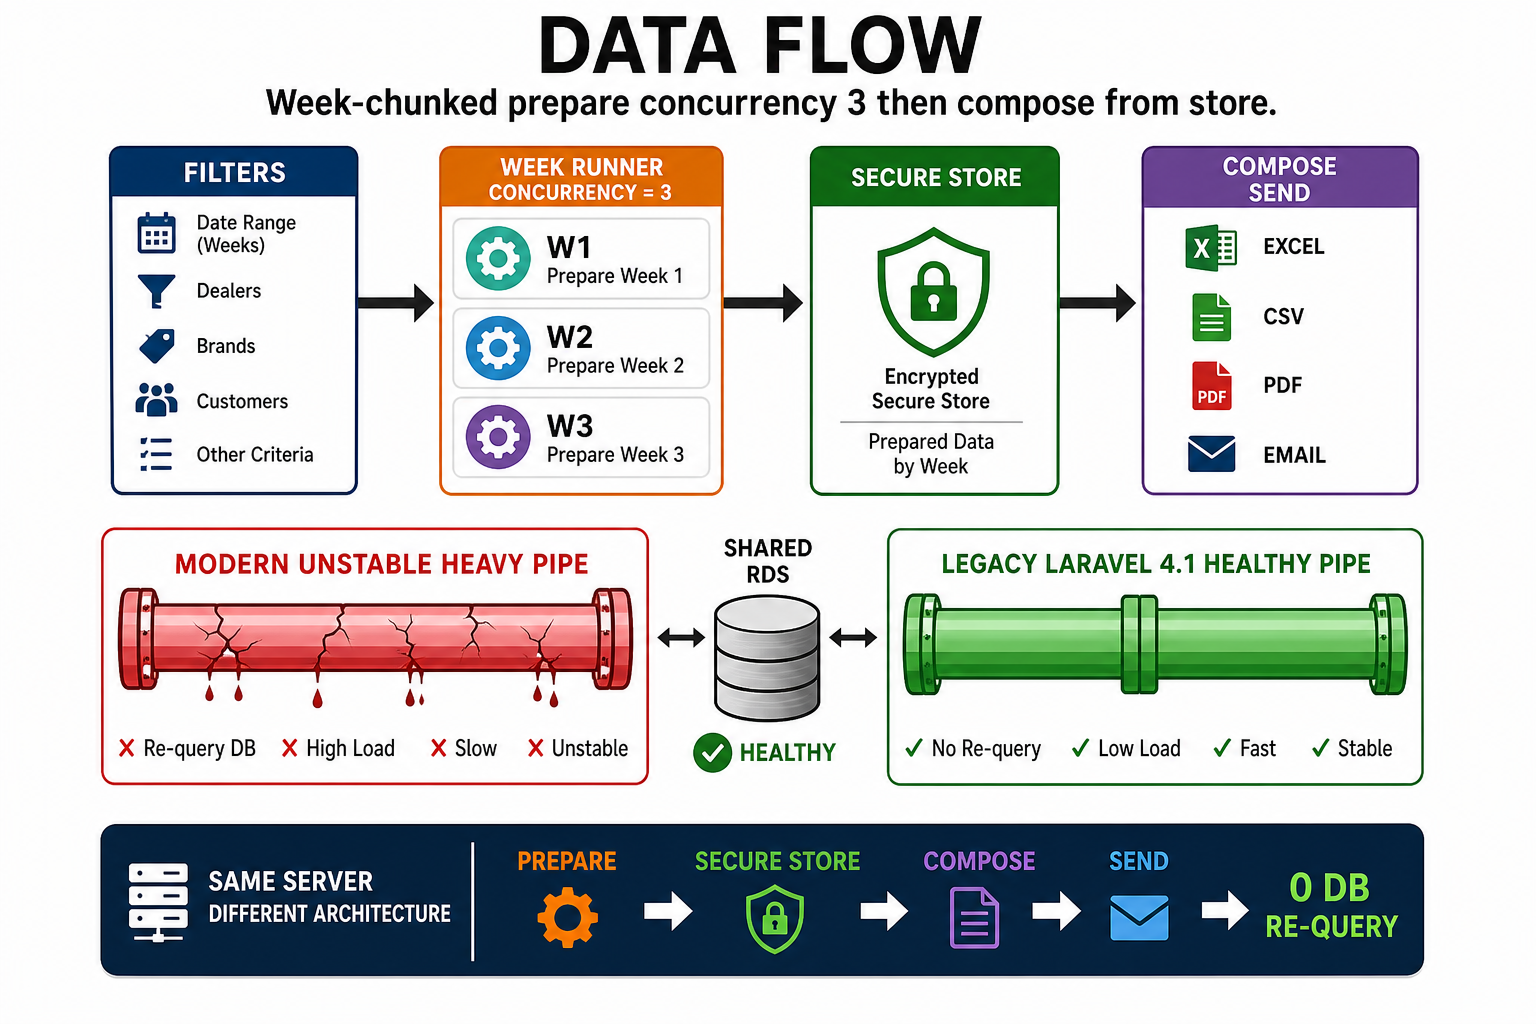 DATA FLOW
Week-chunked prepare concurrency 3 then compose from store.
FILTERS
Date Range
(Weeks)
Dealers
Brands
Customers
Other Criteria
WEEK RUNNER
CONCURRENCY = 3
W1
Prepare Week 1
W2
Prepare Week 2
W3
Prepare Week 3
SECURE STORE
Encrypted
Secure Store
Prepared Data
by Week
COMPOSE
SEND
X
EXCEL
CSV
PDF
PDF
EMAIL
MODERN UNSTABLE HEAVY PIPE
Re-query DB
High Load
Slow
Unstable
SHARED
RDS
HEALTHY
LEGACY LARAVEL 4.1 HEALTHY PIPE
No Re-query
Low Load
Fast
Stable
SAME SERVER
DIFFERENT ARCHITECTURE
PREPARE
SECURE STORE
COMPOSE
SEND
0 DB
RE-QUERY